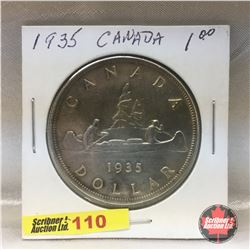 1935 CANADA 1.00
CANADA
1935
DOLLAR
Scribner
Auction Ltd.
110